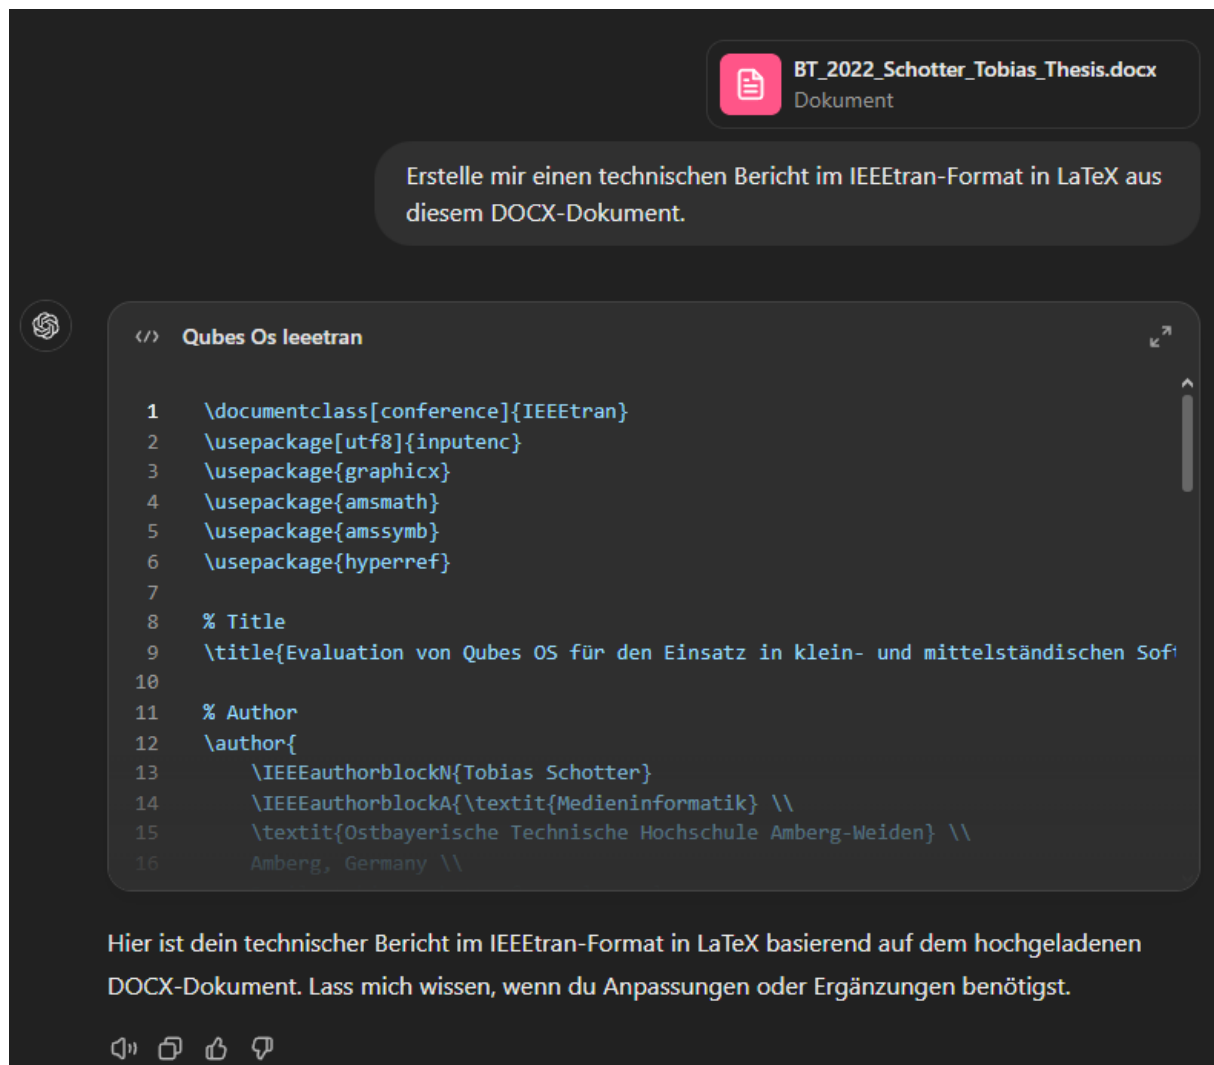 BT_2022_Schotter_Tobias_Thesis.docx
Dokument
Erstelle mir einen technischen Bericht im IEEEtran-Format in LaTeX aus
diesem DOCX-Dokument.
</> Qubes Os Ieeetran
1 \documentclass[conference]{IEEEtran}
2 \usepackage[utf8]{inputenc}
3 \usepackage{graphicx}
4 \usepackage{amsmath}
5 \usepackage{amssymb}
6 \usepackage{hyperref}
7
8 % Title
9 \title{Evaluation von Qubes OS für den Einsatz in klein- und mittelständischen Sof
10
11 % Author
12 \author{
13 \IEEEauthorblockN{Tobias Schotter}
14 \IEEEauthorblockA{\textit{Medieninformatik} \\
15 \textit{Ostbayerische Technische Hochschule Amberg-Weiden} \\
16 Amberg, Germany \\
Hier ist dein technischer Bericht im IEEEtran-Format in LaTeX basierend auf dem hochgeladenen
DOCX-Dokument. Lass mich wissen, wenn du Anpassungen oder Ergänzungen benötigst.